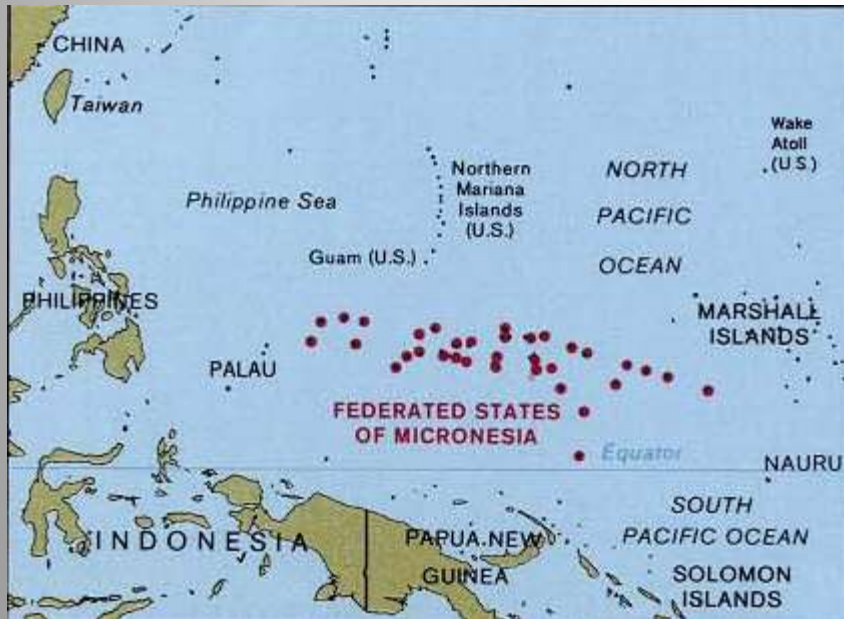 CHINA
Taiwan
Wake
Atoll
(U.S.)
Northern
Mariana
Islands
(U.S.)
NORTH
PACIFIC
OCEAN
Philippine Sea
Guam (U.S.)
PHILIPPINES
MARSHALL
ISLANDS
PALAU
FEDERATED STATES
OF MICRONESIA
Equator
NAURU
SOUTH
PACIFIC OCEAN
INDONESIA
PAPUA NEW
GUINEA
SOLOMON
ISLANDS